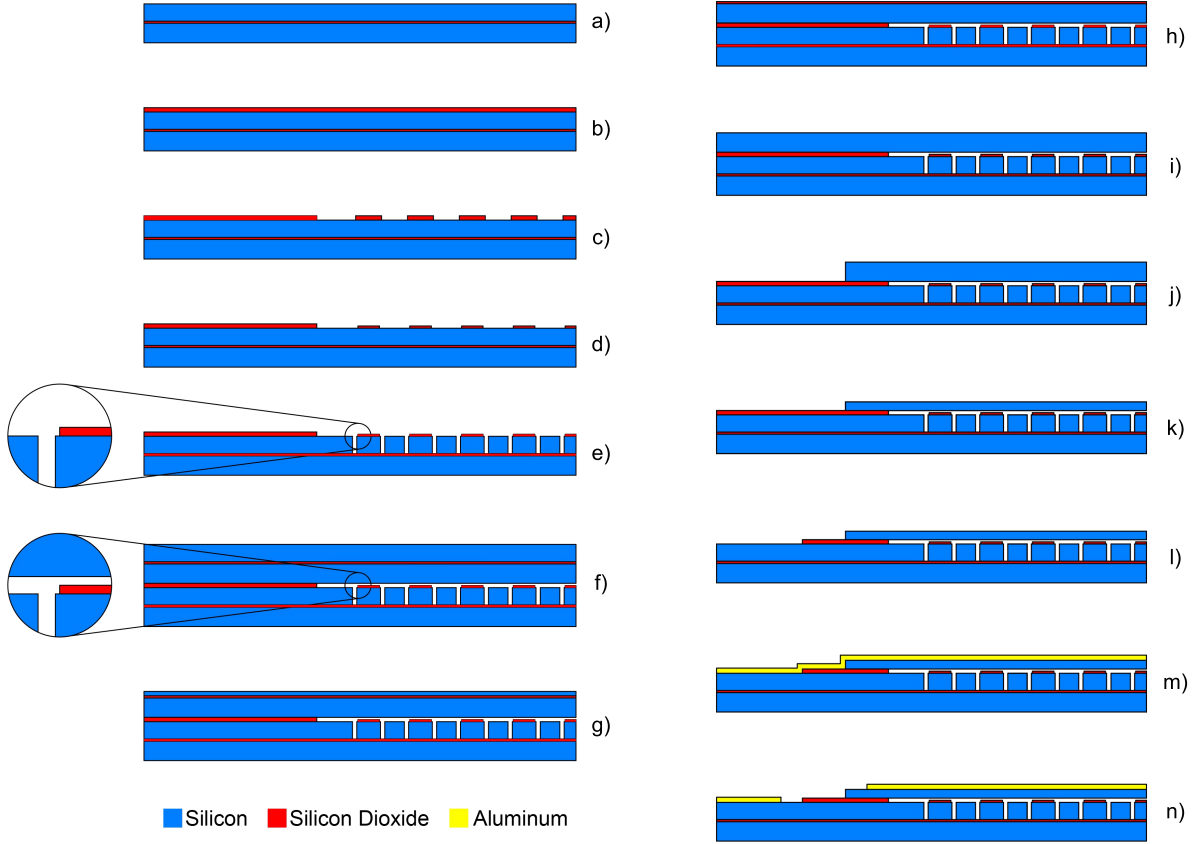 a)
b)
c)
d)
e)
f)
g)
Silicon Silicon Dioxide Aluminum
h)
i)
j)
k)
l)
m)
n)